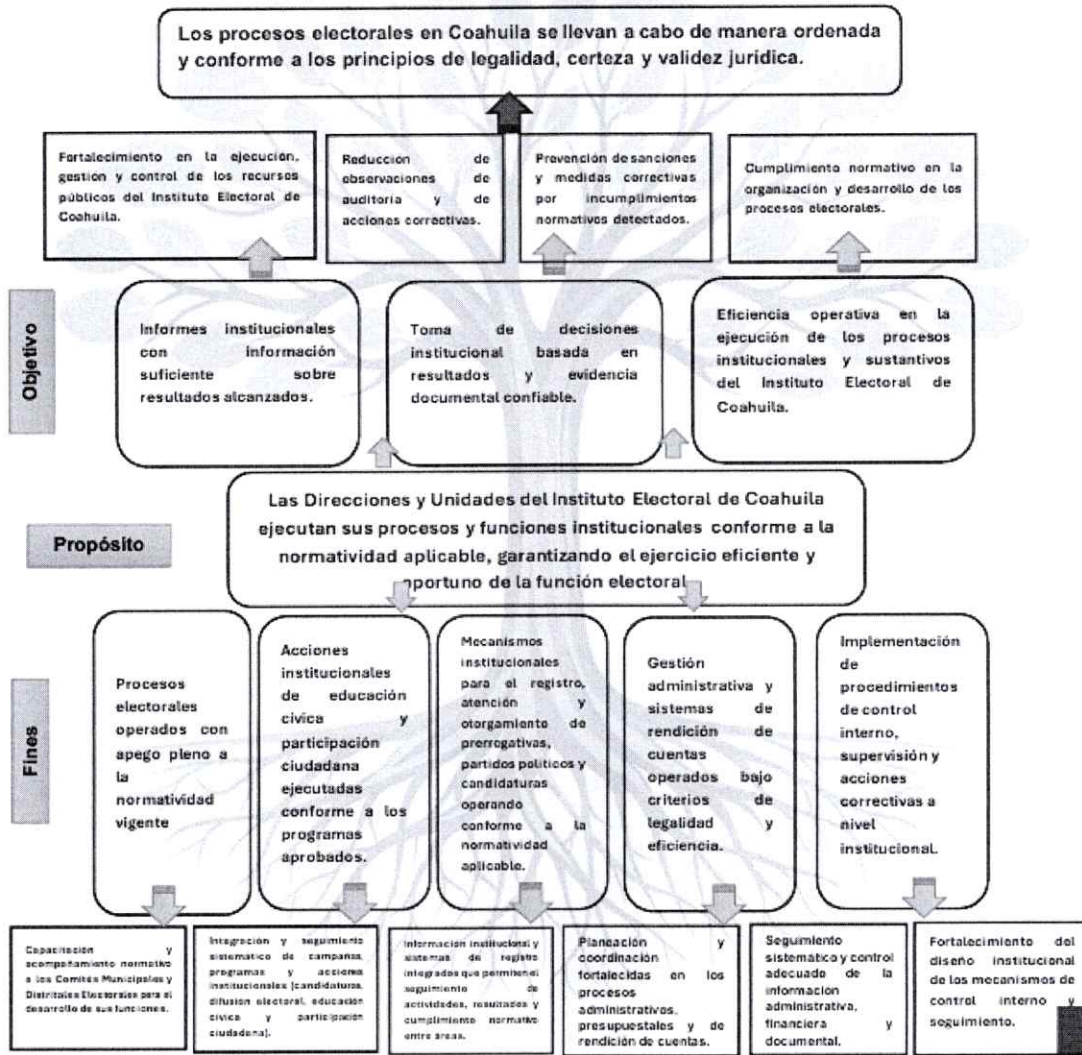 Los procesos electorales en Coahuila se llevan a cabo de manera ordenada
y conforme a los principios de legalidad, certeza y validez jurídica.
Fortalecimiento en la ejecución,
gestión y control de los recursos
públicos del Instituto Electoral de
Coahuila.
Reducción de
observaciones de
auditoría y de
acciones correctivas.
Prevención de sanciones
y medidas correctivas
por incumplimientos
normativos detectados.
Cumplimiento normativo en la
organización y desarrollo de los
procesos electorales.
Objetivo
Informes institucionales
con información
suficiente sobre
resultados alcanzados.
Toma de decisiones
institucional basada en
resultados y evidencia
documental confiable.
Eficiencia operativa en la
ejecución de los procesos
institucionales y sustantivos
del Instituto Electoral de
Coahuila.
Propósito
Las Direcciones y Unidades del Instituto Electoral de Coahuila
ejecutan sus procesos y funciones institucionales conforme a la
normatividad aplicable, garantizando el ejercicio eficiente y
oportuno de la función electoral
Fines
Procesos
electorales
operados con
apego pleno a
la
normatividad
vigente
Acciones
institucionales
de educación
cívica y
participación
ciudadana
ejecutadas
conforme a los
programas
aprobados.
Mecanismos
institucionales
para el registro,
atención y
otorgamiento de
prerrogativas,
partidos políticos y
candidaturas
operando
conforme a la
normatividad
aplicable.
Gestión
administrativa y
sistemas de
rendición de
cuentas
operados bajo
criterios de
legalidad y
eficiencia.
Implementación
de
procedimientos
de control
interno,
supervisión y
acciones
correctivas a
nivel
institucional.
Capacitación y
acompañamiento normativo
a los Comités Municipales y
Distritales Electorales para el
desarrollo de sus funciones.
Integración y seguimiento
sistemático de campañas,
programas y acciones
institucionales (candidaturas,
difusión electoral, educación
cívica y participación
ciudadana).
Información institucional y
sistemas de registro
integrados que permiten el
seguimiento de
actividades, resultados y
cumplimiento normativo
entre áreas.
Planeación y
coordinación
fortalecidas en los
procesos
administrativos,
presupuestales y de
rendición de cuentas.
Seguimiento
sistemático y control
adecuado de la
información
administrativa,
financiera y
documental.
Fortalecimiento del
diseño institucional
de los mecanismos de
control interno y
seguimiento.